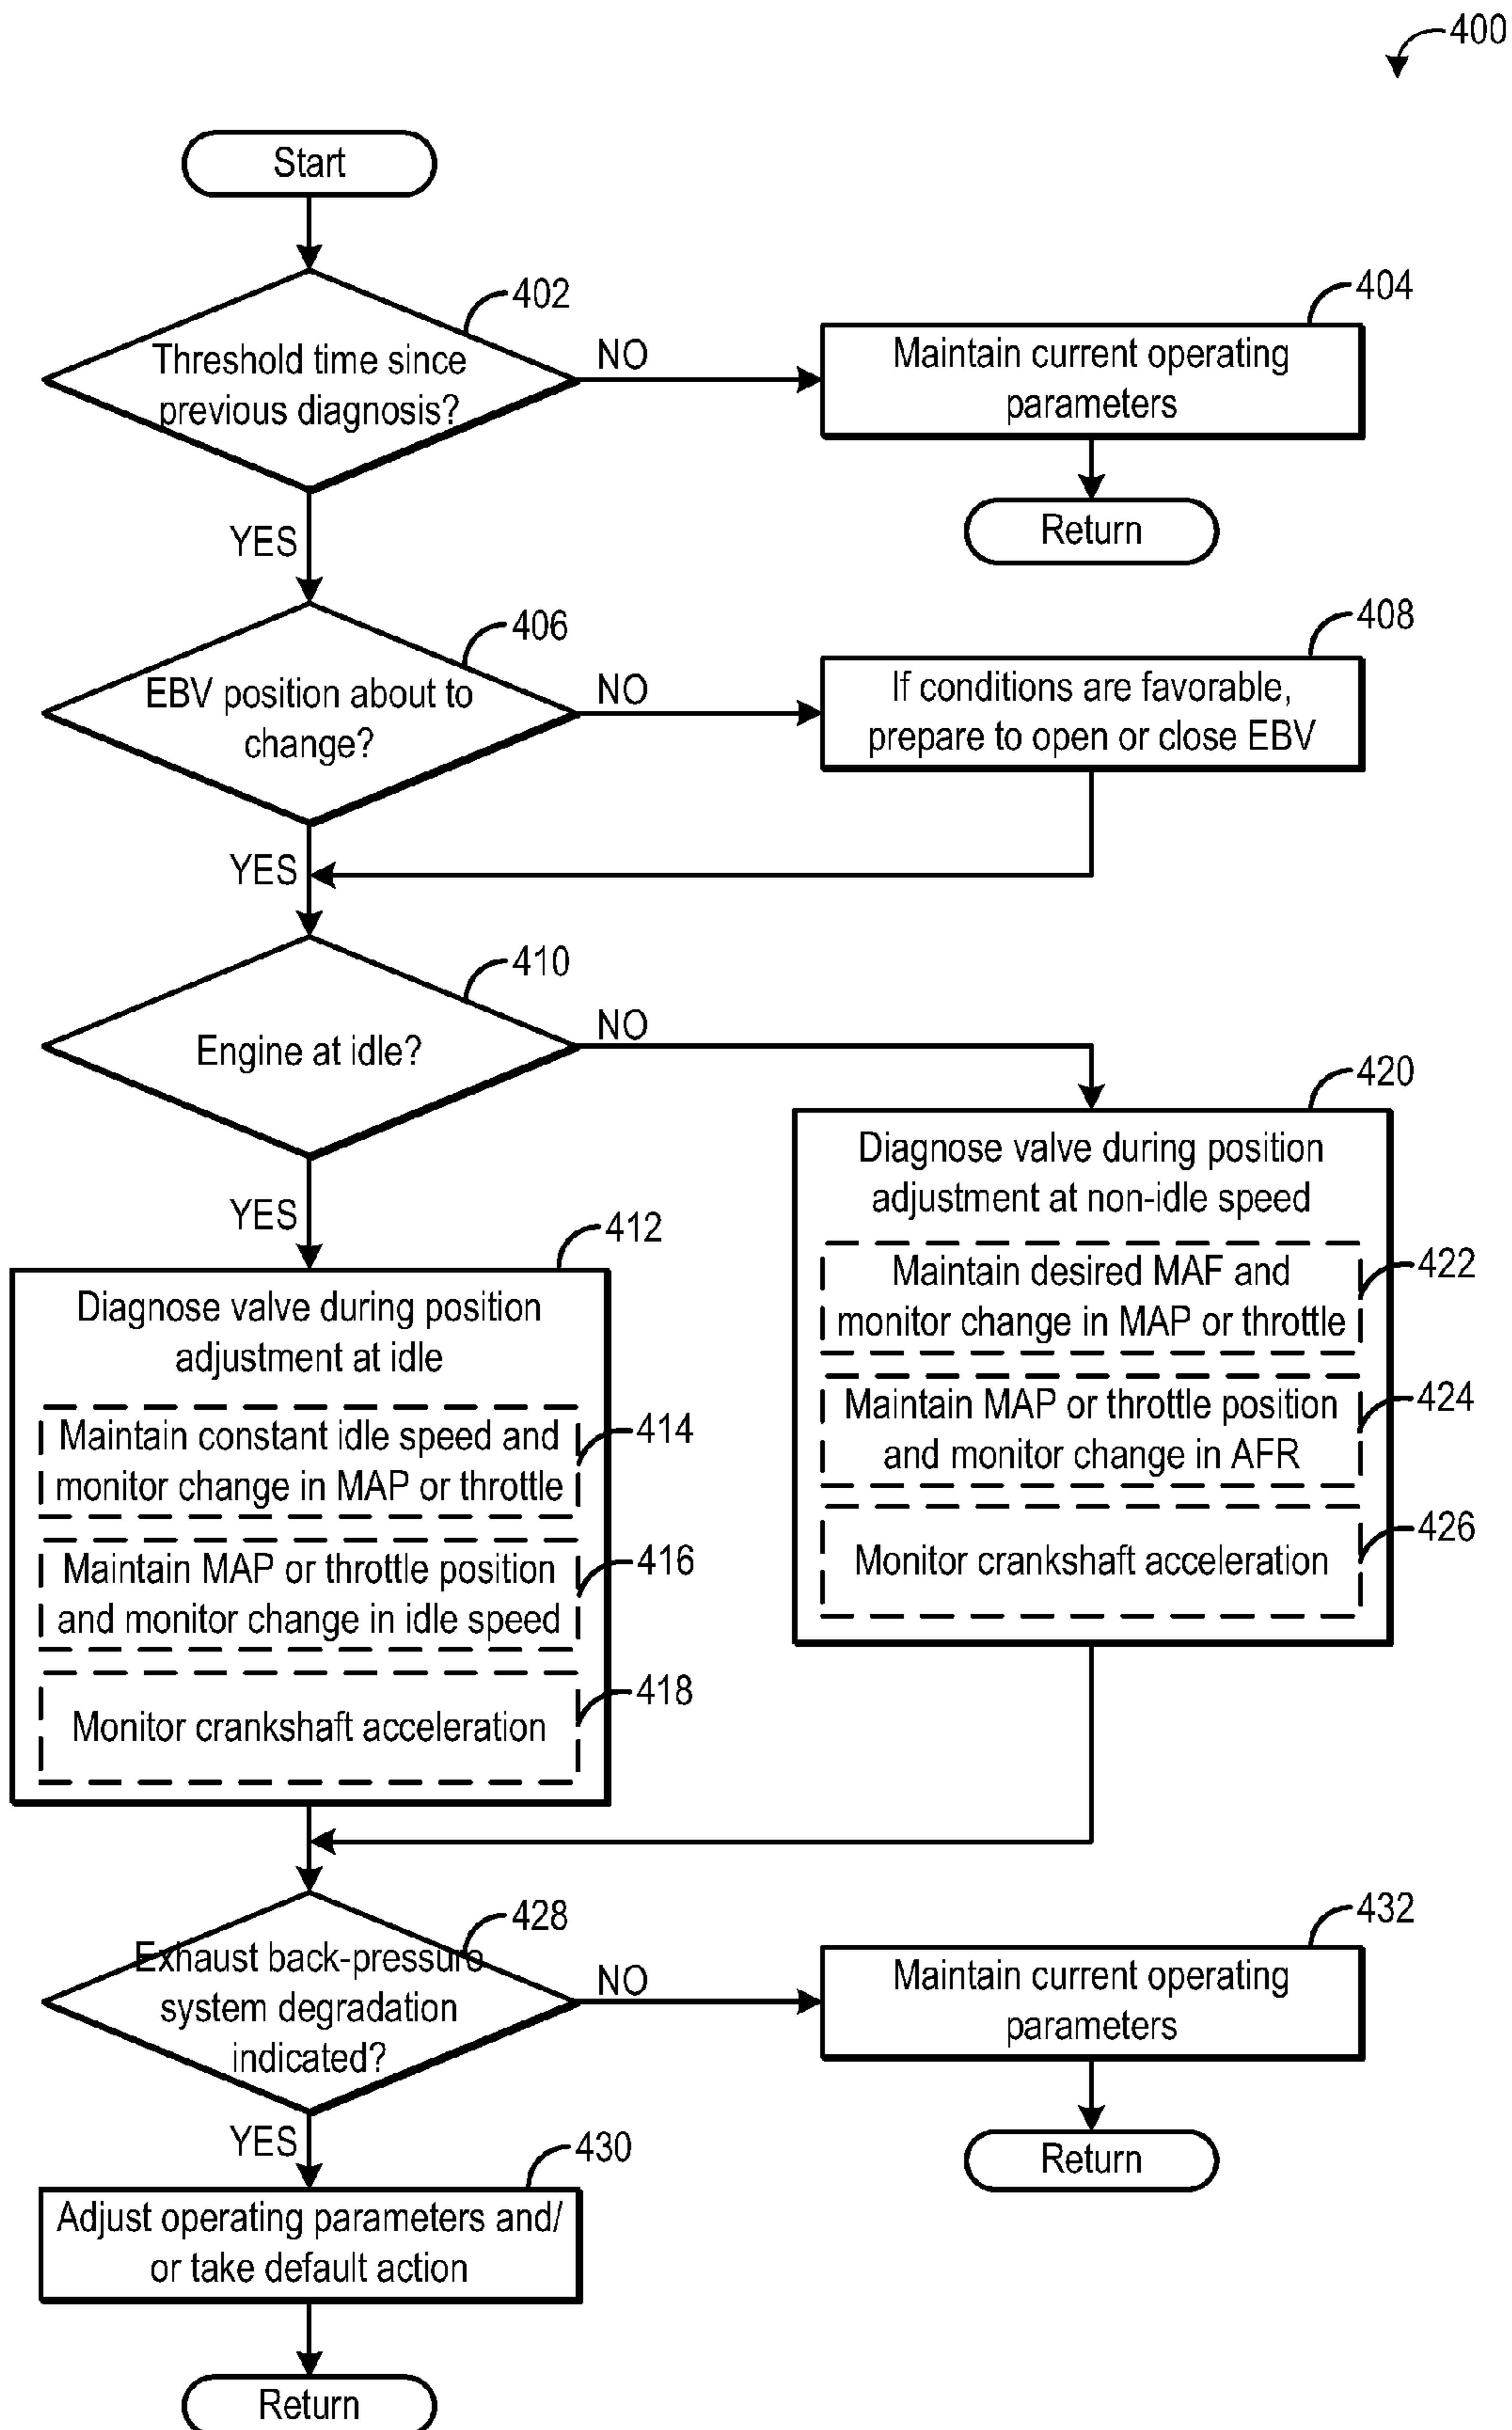 400
Start
402
Threshold time since
previous diagnosis?
NO
404
Maintain current operating
parameters
Return
YES
406
EBV position about to
change?
NO
408
If conditions are favorable,
prepare to open or close EBV
YES
410
Engine at idle?
NO
YES
412
Diagnose valve during position
adjustment at idle
Maintain constant idle speed and
monitor change in MAP or throttle
414
Maintain MAP or throttle position
and monitor change in idle speed
416
Monitor crankshaft acceleration
418
420
Diagnose valve during position
adjustment at non-idle speed
Maintain desired MAF and
monitor change in MAP or throttle
422
Maintain MAP or throttle position
and monitor change in AFR
424
Monitor crankshaft acceleration
426
428
Exhaust back-pressure
system degradation
indicated?
NO
432
Maintain current operating
parameters
Return
YES
430
Adjust operating parameters and/
or take default action
Return